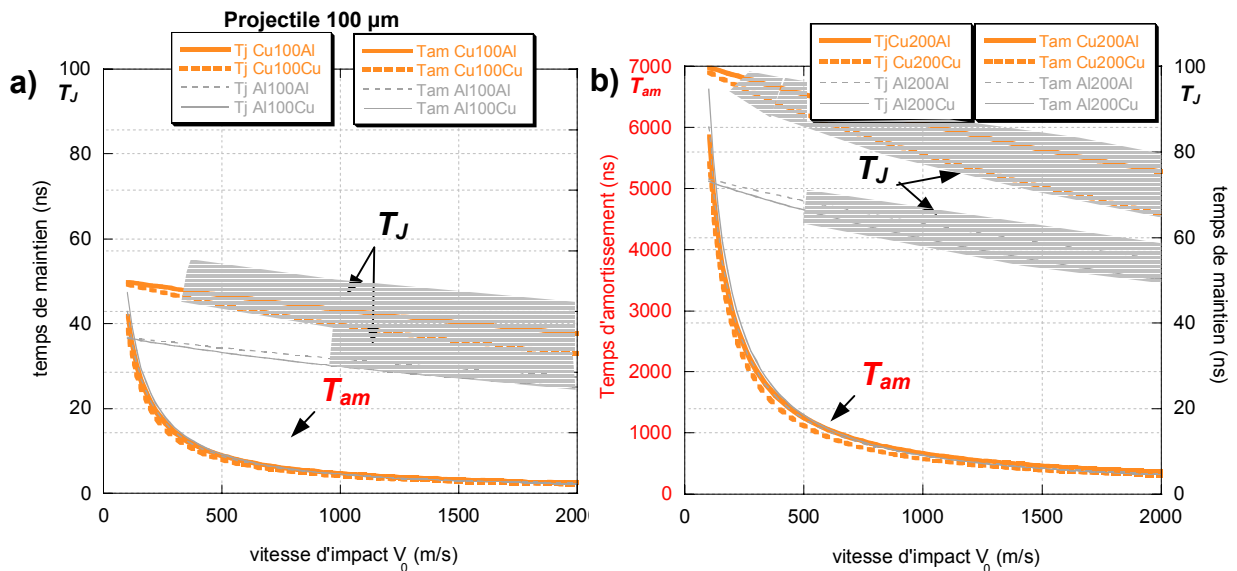 Projectile 100 µm
a)
Tj Cu100Al
Tj Cu100Cu
Tj Al100Al
Tj Al100Cu
Tam Cu100Al
Tam Cu100Cu
Tam Al100Al
Tam Al100Cu
100
T_J
80
60
40
20
0
temps de maintien (ns)
T_J
T_am
0
500
1000
1500
2000
vitesse d'impact V_0 (m/s)
b)
TjCu200Al
Tj Cu200Cu
Tj Al200Al
Tj Al200Cu
Tam Cu200Al
Tam Cu200Cu
Tam Al200Al
Tam Al200Cu
7000
T_am
6000
5000
4000
3000
2000
1000
0
Temps d'amortissement (ns)
T_J
T_am
100
T_J
80
60
40
20
0
temps de maintien (ns)
0
500
1000
1500
2000
vitesse d'impact V_0 (m/s)